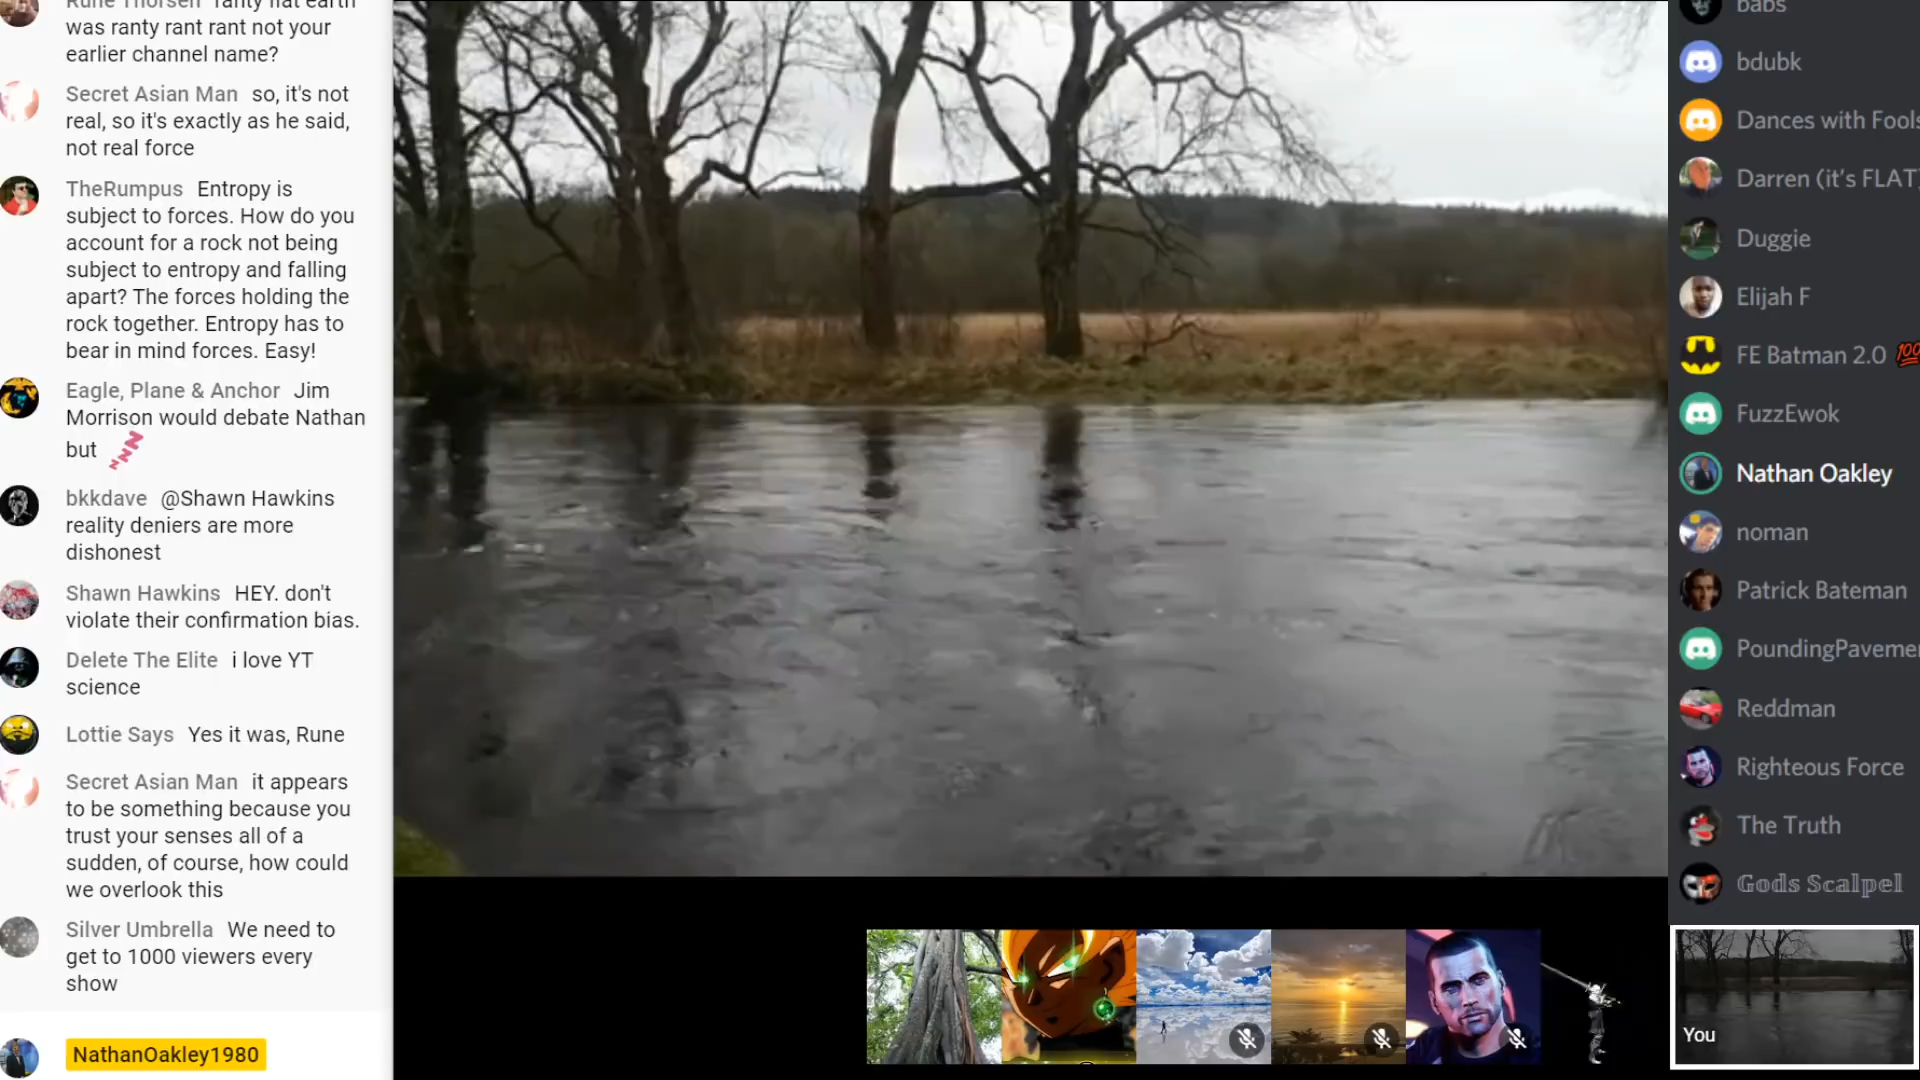 Rune Thorsen ranty flat earth
was ranty rant rant not your
earlier channel name?
Secret Asian Man so, it's not
real, so it's exactly as he said,
not real force
TheRumpus Entropy is
subject to forces. How do you
account for a rock not being
subject to entropy and falling
apart? The forces holding the
rock together. Entropy has to
bear in mind forces. Easy!
Eagle, Plane & Anchor Jim
Morrison would debate Nathan
but
bkkdave @Shawn Hawkins
reality deniers are more
dishonest
Shawn Hawkins HEY. don't
violate their confirmation bias.
Delete The Elite i love YT
science
Lottie Says Yes it was, Rune
Secret Asian Man it appears
to be something because you
trust your senses all of a
sudden, of course, how could
we overlook this
Silver Umbrella We need to
get to 1000 viewers every
show
NathanOakley1980
babs
bdubk
Dances with Fools
Darren (it's FLAT)
Duggie
Elijah F
FE Batman 2.0 100
FuzzEwok
Nathan Oakley
noman
Patrick Bateman
PoundingPavemen
Reddman
Righteous Force
The Truth
𝔾𝕠𝕕𝕤 𝕊𝕔𝕒𝕝𝕡𝕖𝕝
You